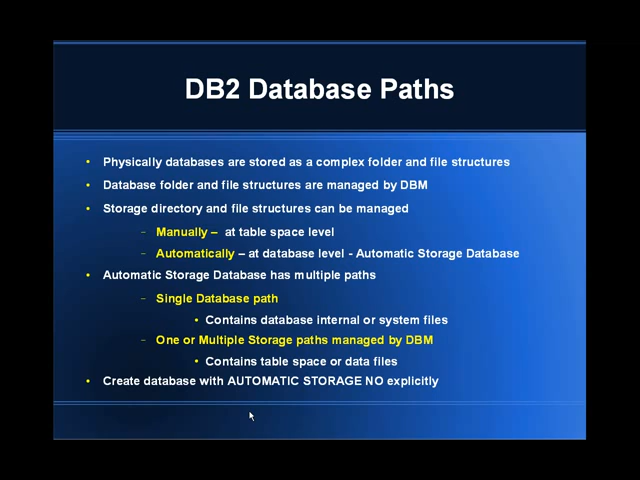 DB2 Database Paths
• Physically databases are stored as a complex folder and file structures
• Database folder and file structures are managed by DBM
• Storage directory and file structures can be managed
– Manually – at table space level
– Automatically – at database level - Automatic Storage Database
• Automatic Storage Database has multiple paths
– Single Database path
• Contains database internal or system files
– One or Multiple Storage paths managed by DBM
• Contains table space or data files
• Create database with AUTOMATIC STORAGE NO explicitly